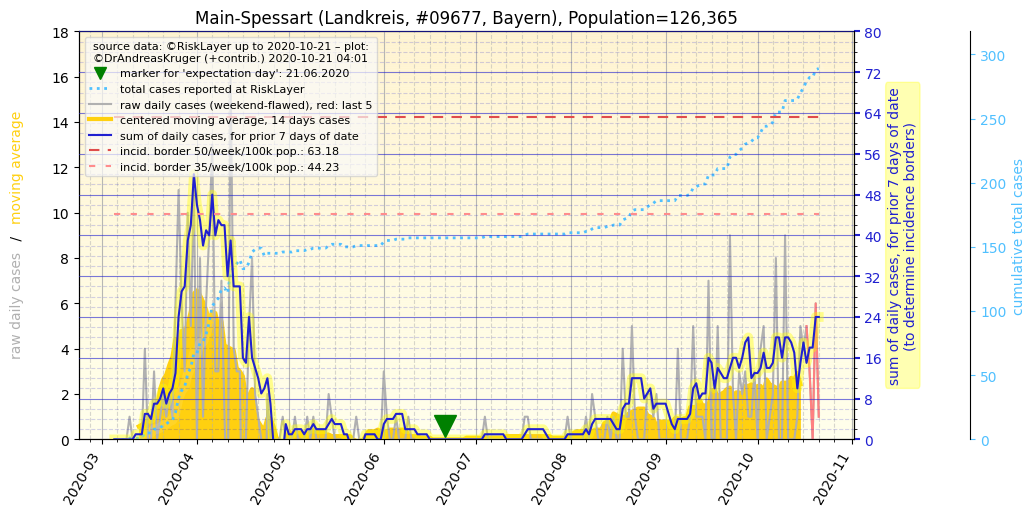 Main-Spessart (Landkreis, #09677, Bayern), Population=126,365
source data: ©RiskLayer up to 2020-10-21 – plot:
©DrAndreasKruger (+contrib.) 2020-10-21 04:01
marker for 'expectation day': 21.06.2020
total cases reported at RiskLayer
raw daily cases (weekend-flawed), red: last 5
centered moving average, 14 days cases
sum of daily cases, for prior 7 days of date
incid. border 50/week/100k pop.: 63.18
incid. border 35/week/100k pop.: 44.23
raw daily cases / moving average
18
16
14
12
10
8
6
4
2
0
2020-03
2020-04
2020-05
2020-06
2020-07
2020-08
2020-09
2020-10
2020-11
80
72
64
56
48
40
32
24
16
8
0
sum of daily cases, for prior 7 days of date
(to determine incidence borders)
300
250
200
150
100
50
0
cumulative total cases